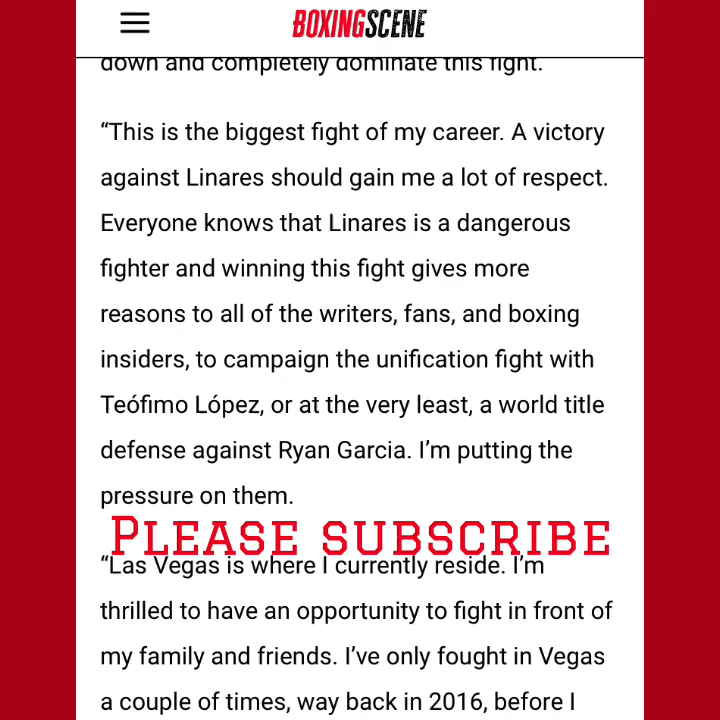 BOXINGSCENE
down and completely dominate this fight.
“This is the biggest fight of my career. A victory
against Linares should gain me a lot of respect.
Everyone knows that Linares is a dangerous
fighter and winning this fight gives more
reasons to all of the writers, fans, and boxing
insiders, to campaign the unification fight with
Teófimo López, or at the very least, a world title
defense against Ryan Garcia. I’m putting the
pressure on them.
Please subscribe
“Las Vegas is where I currently reside. I’m
thrilled to have an opportunity to fight in front of
my family and friends. I’ve only fought in Vegas
a couple of times, way back in 2016, before I